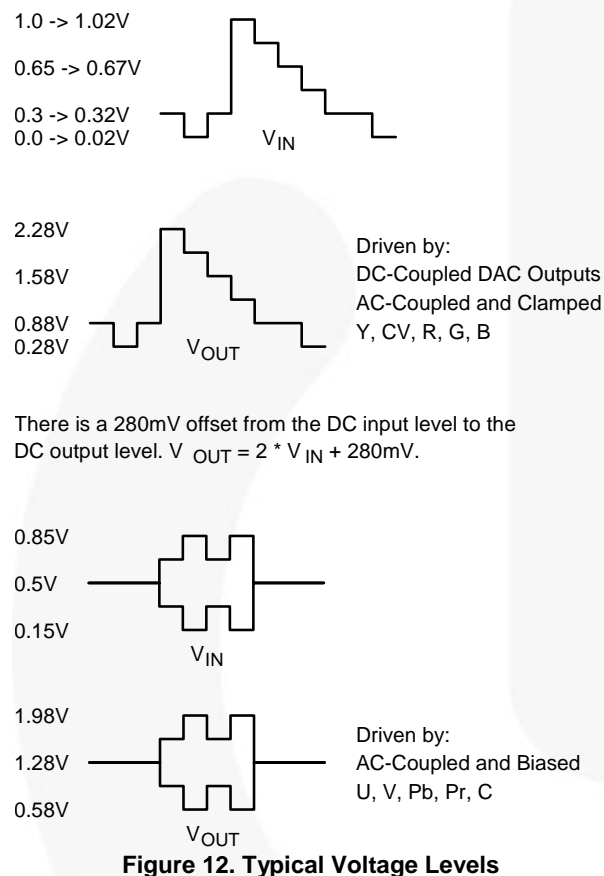 1.0 -> 1.02V
0.65 -> 0.67V
0.3 -> 0.32V
0.0 -> 0.02V
VIN
2.28V
1.58V
0.88V
0.28V
VOUT
Driven by:
DC-Coupled DAC Outputs
AC-Coupled and Clamped
Y, CV, R, G, B
There is a 280mV offset from the DC input level to the
DC output level. V OUT = 2 * V IN + 280mV.
0.85V
0.5V
0.15V
VIN
1.98V
1.28V
0.58V
VOUT
Driven by:
AC-Coupled and Biased
U, V, Pb, Pr, C
Figure 12. Typical Voltage Levels